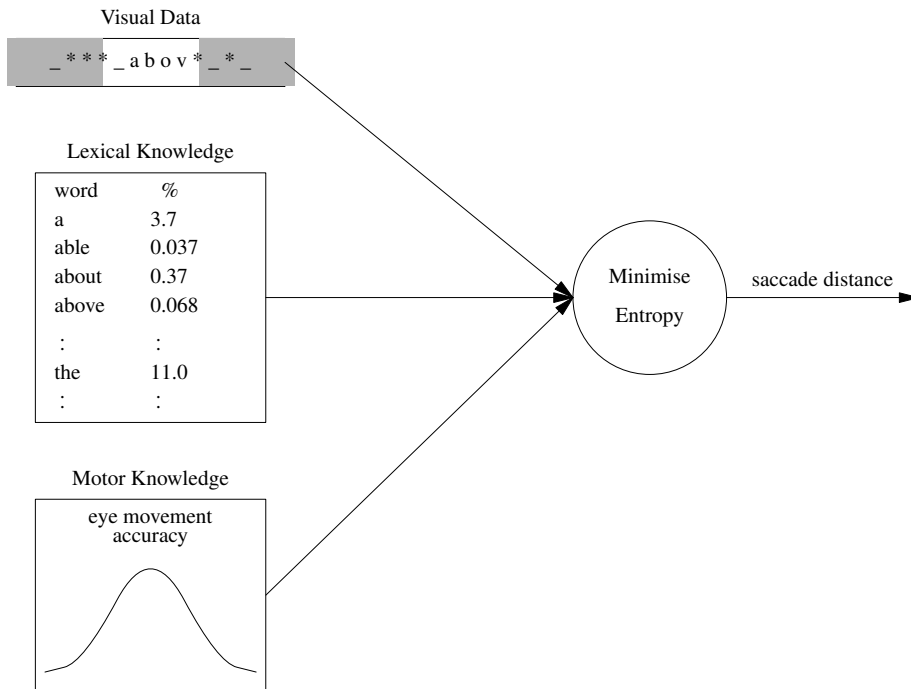 Visual Data
_ * * * _ a b o v * _ * _
Lexical Knowledge
word %
a 3.7
able 0.037
about 0.37
above 0.068
: :
the 11.0
: :
Minimise
Entropy
saccade distance
Motor Knowledge
eye movement
accuracy